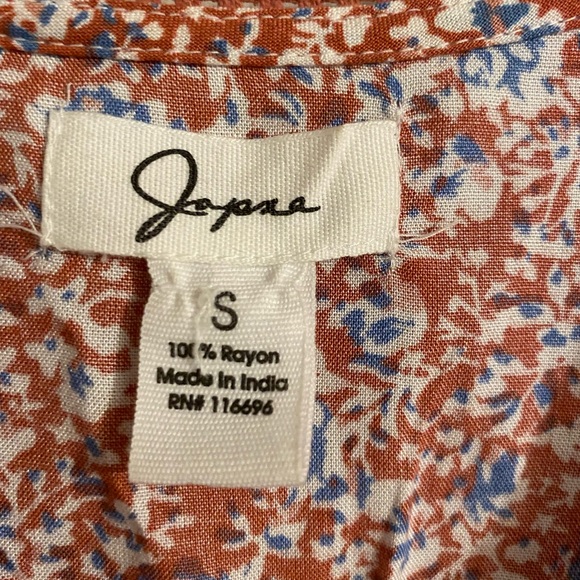 Japna
S
100% Rayon
Made in India
RN# 116696